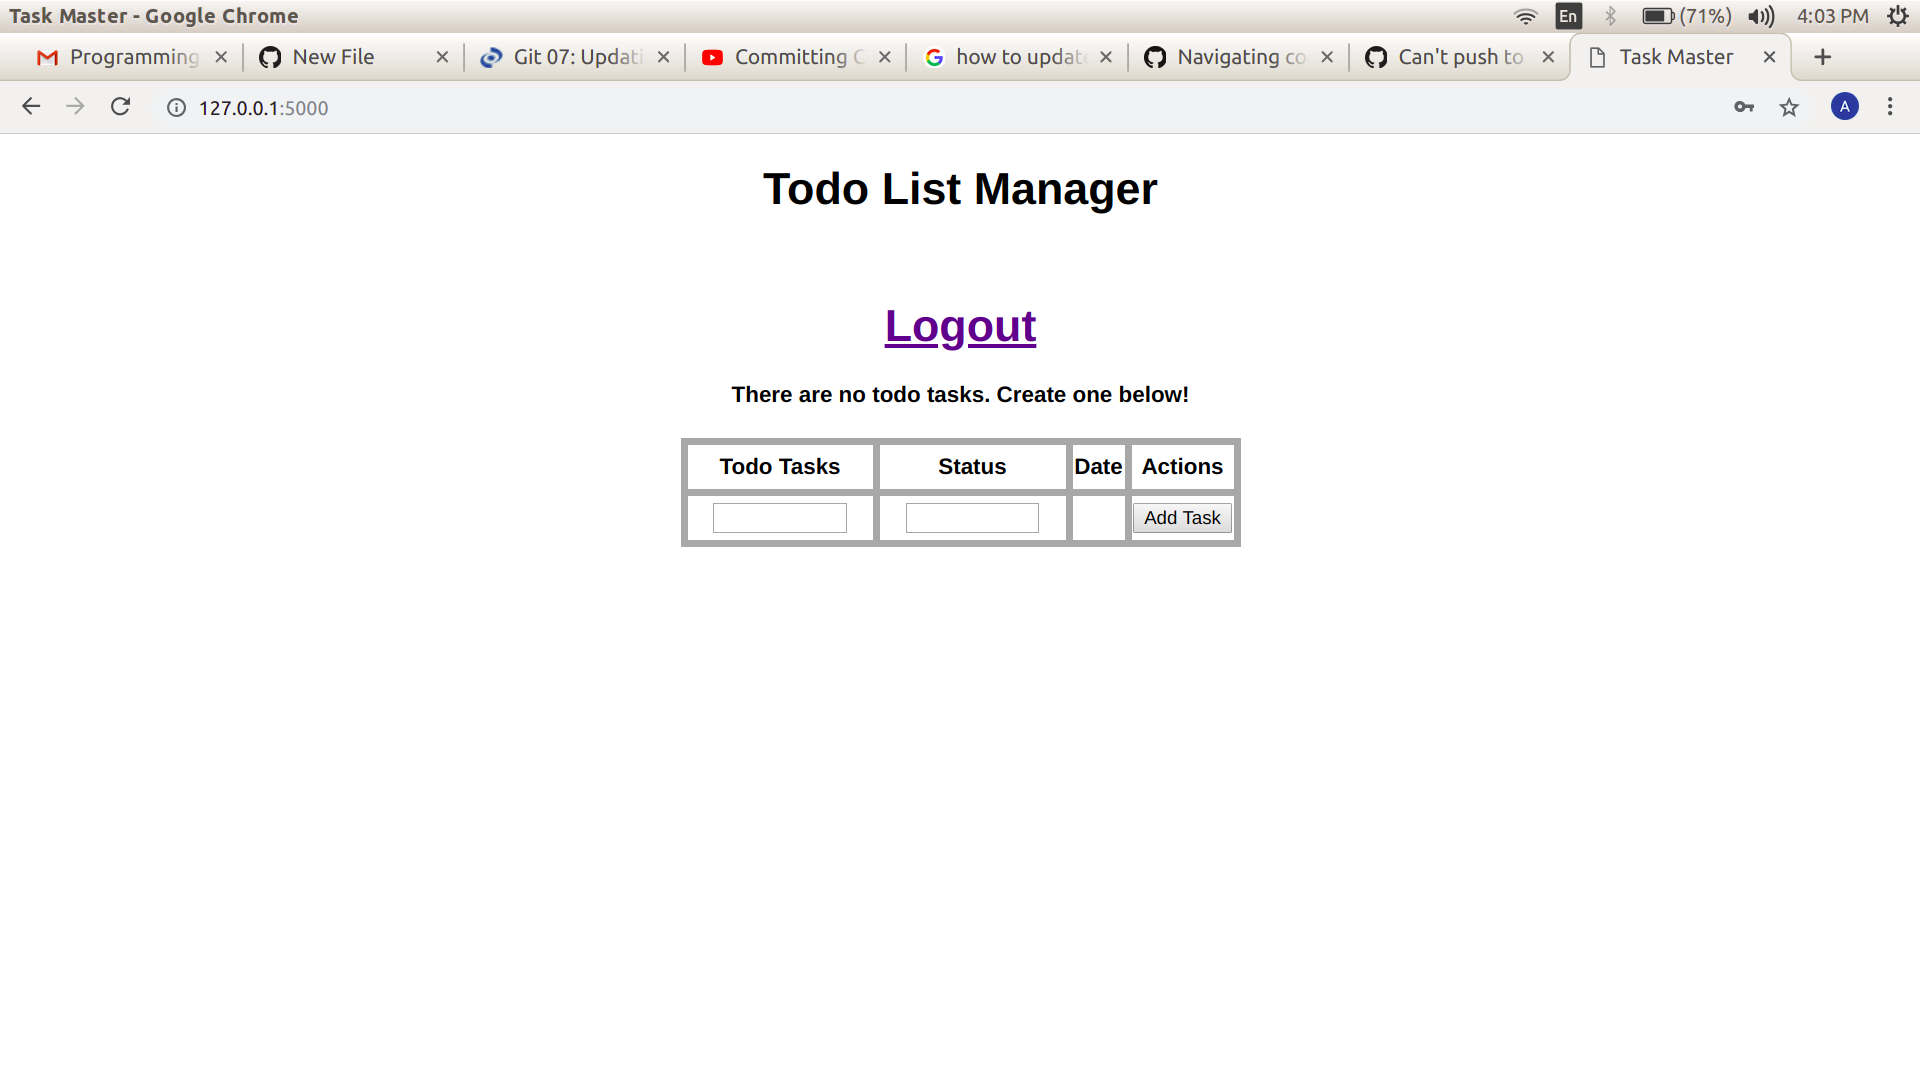 Task Master - Google Chrome
En
(71%)
4:03 PM
Programming
New File
Git 07: Updati
Committing C
how to update
Navigating co
Can't push to
Task Master
127.0.0.1:5000
A
Todo List Manager
Logout
There are no todo tasks. Create one below!
Todo Tasks Status Date Actions
Add Task